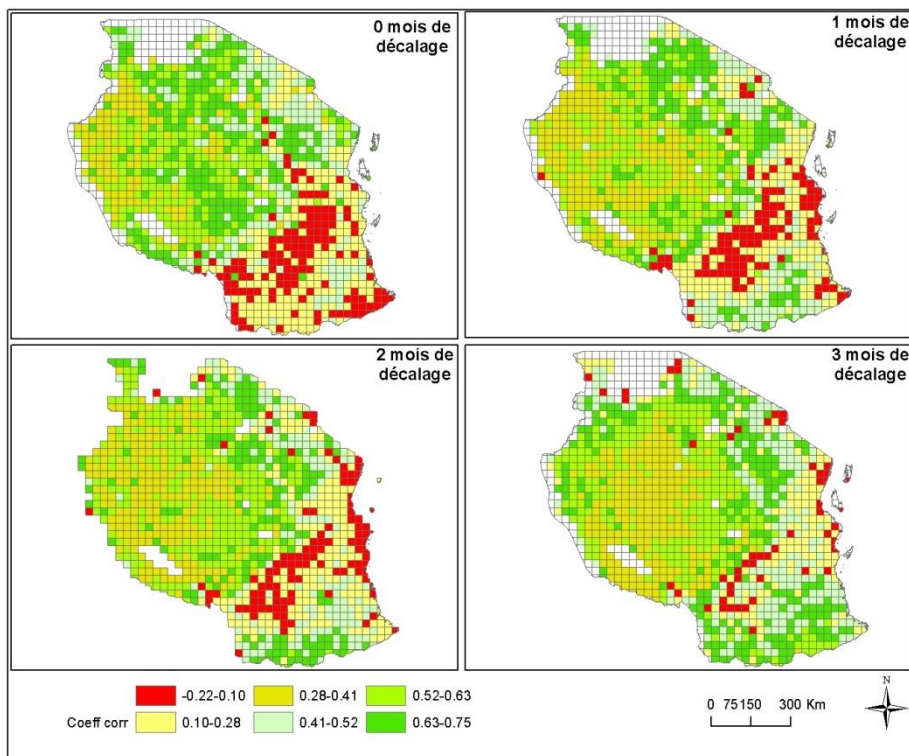 0 mois de
décalage
1 mois de
décalage
2 mois de
décalage
3 mois de
décalage
Coeff corr
-0.22-0.10
0.28-0.41
0.52-0.63
0.10-0.28
0.41-0.52
0.63-0.75
0 75150 300 Km
N